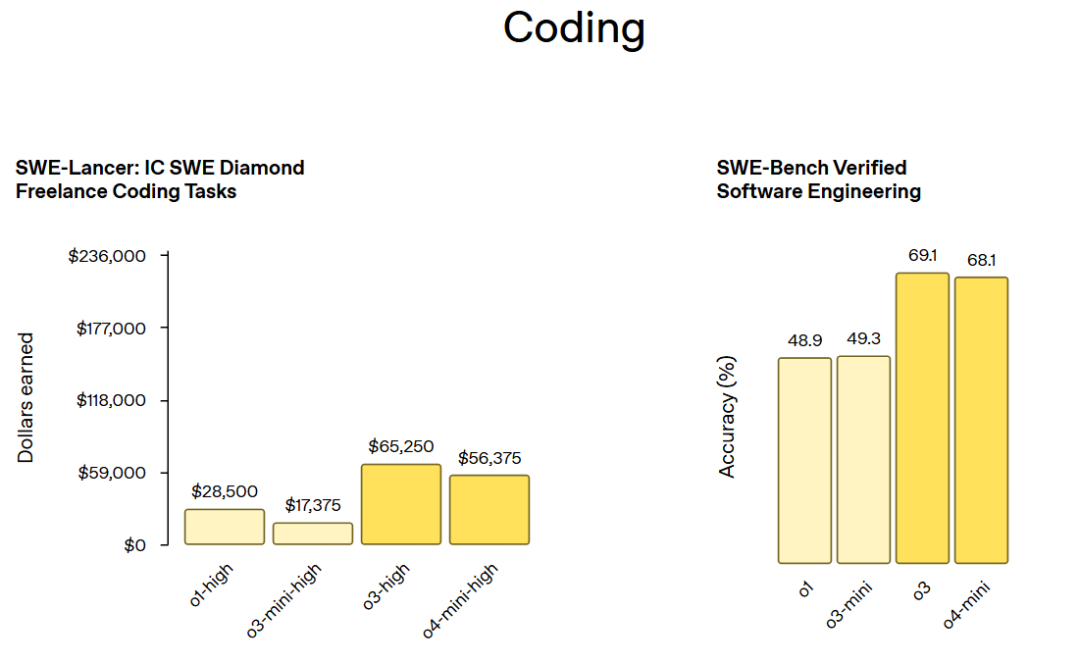 Coding
SWE-Lancer: IC SWE Diamond
Freelance Coding Tasks
Dollars earned
$236,000
$177,000
$118,000
$59,000
$0
$28,500
$17,375
$65,250
$56,375
o1-high
o3-mini-high
o3-high
o4-mini-high
SWE-Bench Verified
Software Engineering
Accuracy (%)
48.9
49.3
69.1
68.1
o1
o3-mini
o3
o4-mini